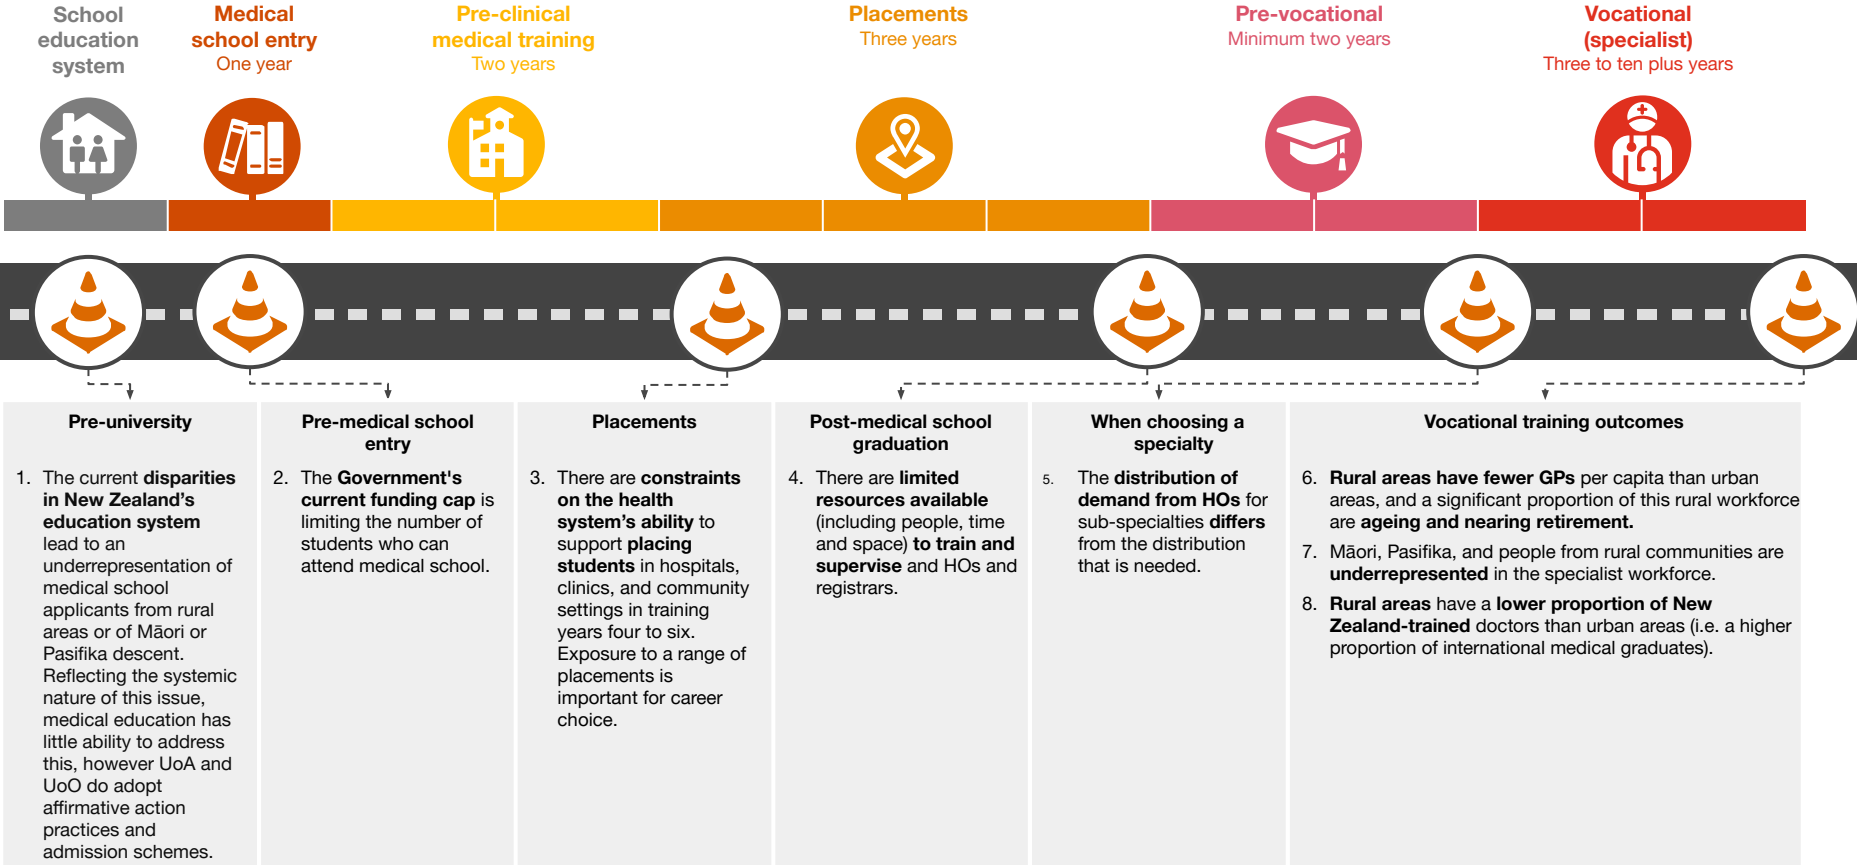 School
education
system
Medical
school entry
One year
Pre-clinical
medical training
Two years
Placements
Three years
Pre-vocational
Minimum two years
Vocational
(specialist)
Three to ten plus years
Pre-university
1. The current disparities
in New Zealand's
education system
lead to an
underrepresentation of
medical school
applicants from rural
areas or of Māori or
Pasifika descent.
Reflecting the systemic
nature of this issue,
medical education has
little ability to address
this, however UoA and
UoO do adopt
affirmative action
practices and
admission schemes.
Pre-medical school
entry
2. The Government's
current funding cap is
limiting the number of
students who can
attend medical school.
Placements
3. There are constraints
on the health
system's ability to
support placing
students in hospitals,
clinics, and community
settings in training
years four to six.
Exposure to a range of
placements is
important for career
choice.
Post-medical school
graduation
4. There are limited
resources available
(including people, time
and space) to train and
supervise and HOs and
registrars.
When choosing a
specialty
5. The distribution of
demand from HOs for
sub-specialties differs
from the distribution
that is needed.
Vocational training outcomes
6. Rural areas have fewer GPs per capita than urban
areas, and a significant proportion of this rural workforce
are ageing and nearing retirement.
7. Māori, Pasifika, and people from rural communities are
underrepresented in the specialist workforce.
8. Rural areas have a lower proportion of New
Zealand-trained doctors than urban areas (i.e. a higher
proportion of international medical graduates).